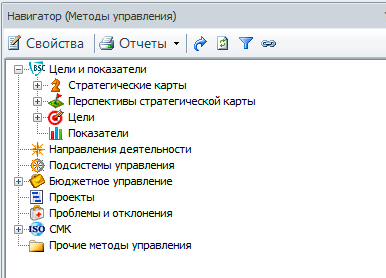 Навигатор (Методы управления)
Свойства Отчеты
BSC Цели и показатели
Стратегические карты
Перспективы стратегической карты
Цели
Показатели
Направления деятельности
Подсистемы управления
Бюджетное управление
Проекты
Проблемы и отклонения
ISO СМК
Прочие методы управления